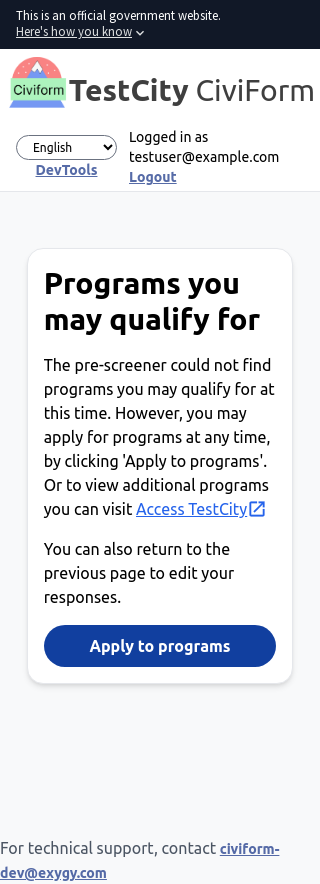 This is an official government website.
Here's how you know
Civiform
TestCity CiviForm
English
DevTools
Logged in as
testuser@example.com
Logout
Programs you
may qualify for
The pre-screener could not find
programs you may qualify for at
this time. However, you may
apply for programs at any time,
by clicking 'Apply to programs'.
Or to view additional programs
you can visit Access TestCity
You can also return to the
previous page to edit your
responses.
Apply to programs
For technical support, contact civiform-
dev@exygy.com